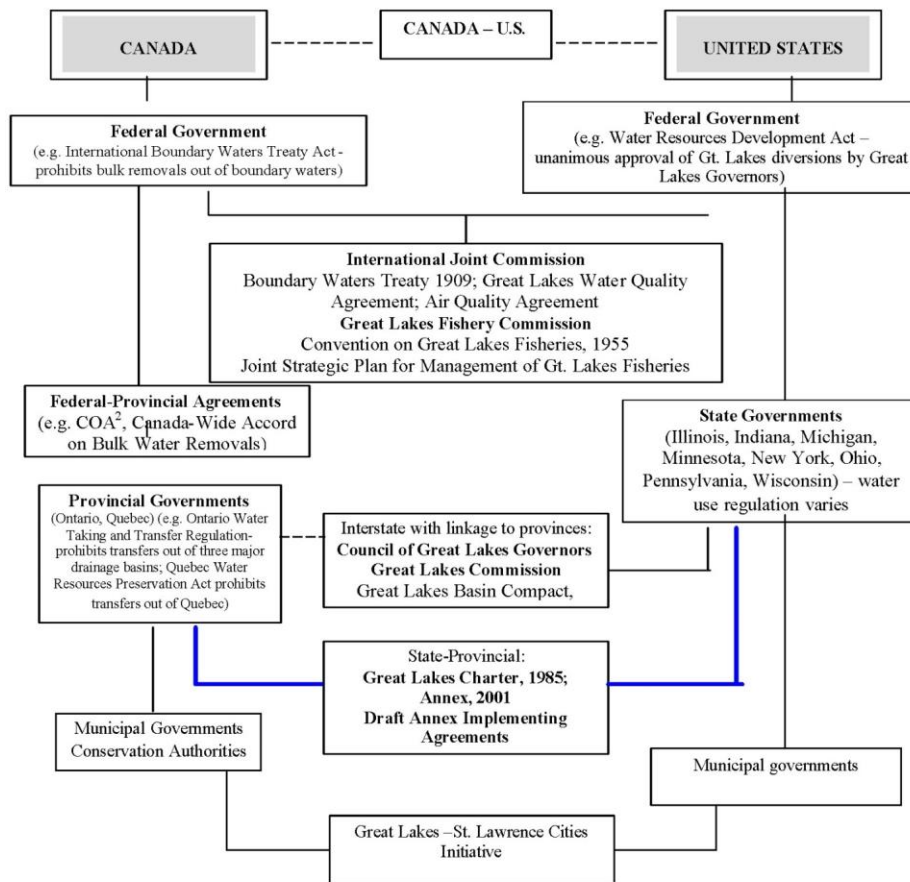 CANADA
CANADA – U.S.
UNITED STATES
Federal Government
(e.g. International Boundary Waters Treaty Act -
prohibits bulk removals out of boundary waters)
Federal Government
(e.g. Water Resources Development Act –
unanimous approval of Gt. Lakes diversions by Great
Lakes Governors)
International Joint Commission
Boundary Waters Treaty 1909; Great Lakes Water Quality
Agreement; Air Quality Agreement
Great Lakes Fishery Commission
Convention on Great Lakes Fisheries, 1955
Joint Strategic Plan for Management of Gt. Lakes Fisheries
Federal-Provincial Agreements
(e.g. COA², Canada-Wide Accord
on Bulk Water Removals)
State Governments
(Illinois, Indiana, Michigan,
Minnesota, New York, Ohio,
Pennsylvania, Wisconsin) – water
use regulation varies
Provincial Governments
(Ontario, Quebec) (e.g. Ontario Water
Taking and Transfer Regulation-
prohibits transfers out of three major
drainage basins; Quebec Water
Resources Preservation Act prohibits
transfers out of Quebec)
Interstate with linkage to provinces:
Council of Great Lakes Governors
Great Lakes Commission
Great Lakes Basin Compact,
State-Provincial:
Great Lakes Charter, 1985;
Annex, 2001
Draft Annex Implementing
Agreements
Municipal Governments
Conservation Authorities
Municipal governments
Great Lakes –St. Lawrence Cities
Initiative